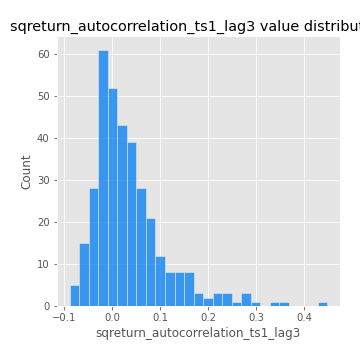 sqreturn_autocorrelation_ts1_lag3 value distribut
60
50
40
30
20
10
0
Count
−0.1 0.0 0.1 0.2 0.3 0.4
sqreturn_autocorrelation_ts1_lag3